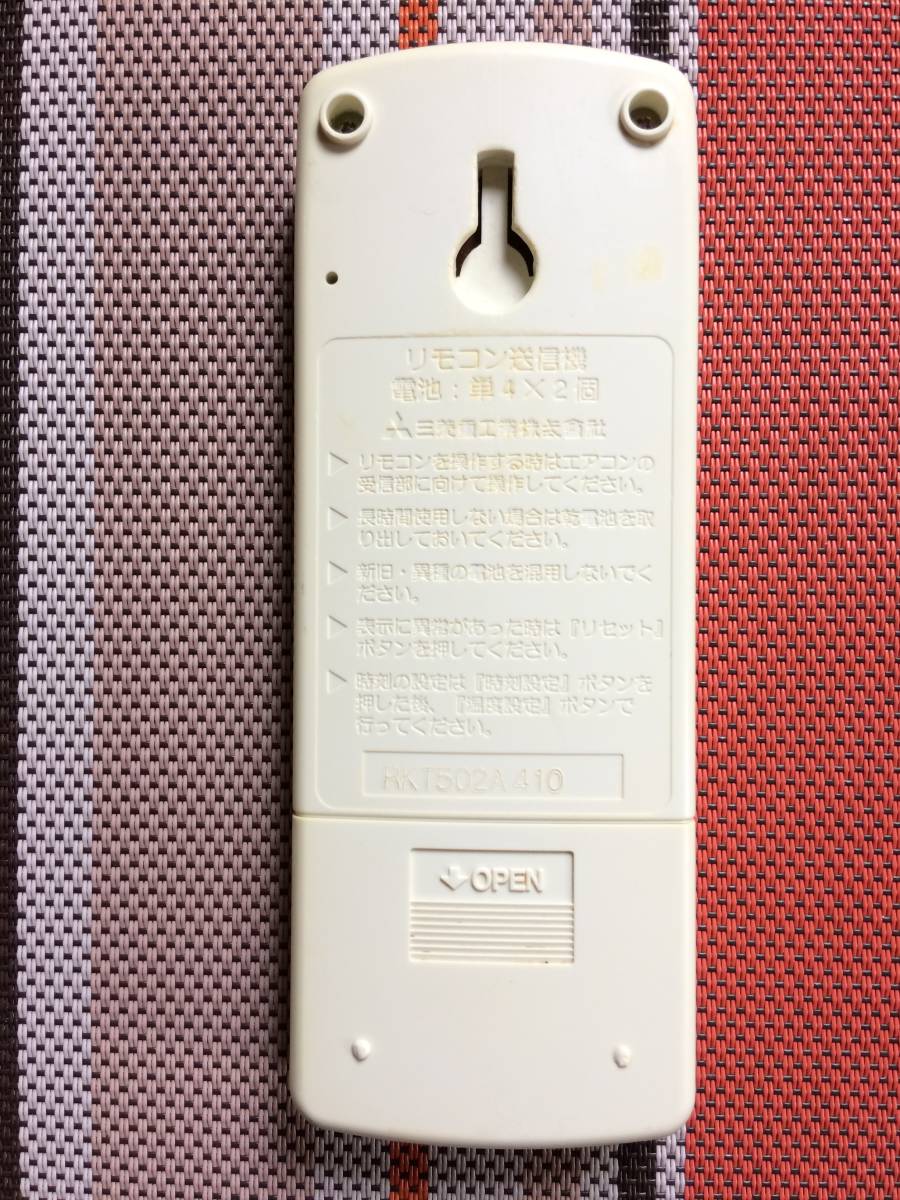 リモコン送信機
電池：単4×2個
三菱重工業株式會社
▷ リモコンを操作する時はエアコンの
受信部に向けて操作してください。
▷ 長時間使用しない場合は乾電池を取
り出しておいてください。
▷ 新旧・異種の電池を混用しないでく
ださい。
▷ 表示に異常があった時は『リセット』
ボタンを押してください。
▷ 時刻の設定は『時刻設定』ボタンを
押した後、『温度設定』ボタンで
行ってください。
RKT502A 410
OPEN